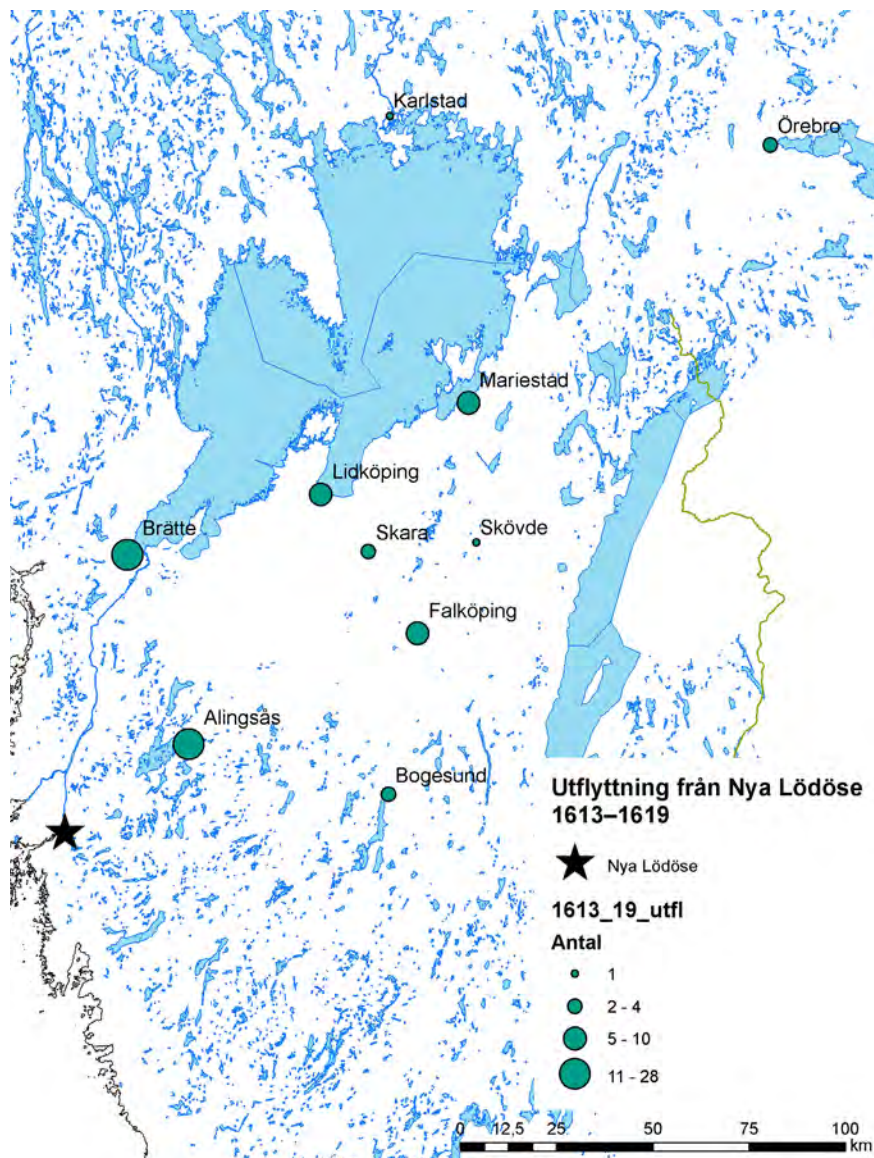 Karlstad
Örebro
Mariestad
Lidköping
Brätte
Skara
Skövde
Falköping
Alingsås
Bogesund
Utflyttning från Nya Lödöse
1613–1619
Nya Lödöse
1613_19_utfl
Antal
1
2 - 4
5 - 10
11 - 28
0 12,5 25 50 75 100
km